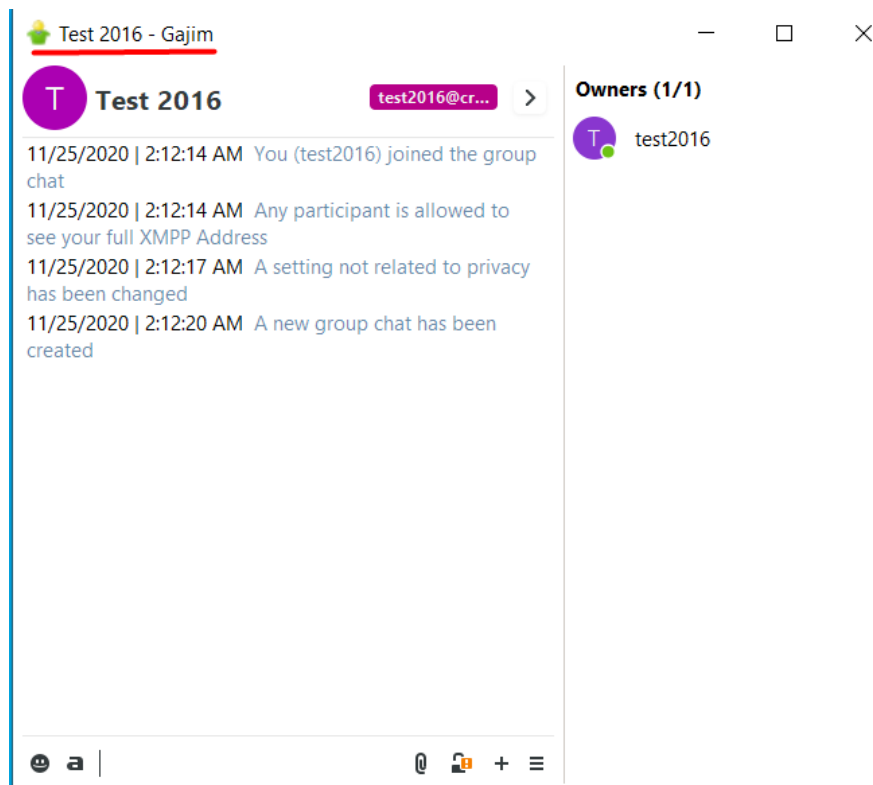 Test 2016 - Gajim
T Test 2016 test2016@cr...
11/25/2020 | 2:12:14 AM You (test2016) joined the group
chat
11/25/2020 | 2:12:14 AM Any participant is allowed to
see your full XMPP Address
11/25/2020 | 2:12:17 AM A setting not related to privacy
has been changed
11/25/2020 | 2:12:20 AM A new group chat has been
created
a
Owners (1/1)
T test2016